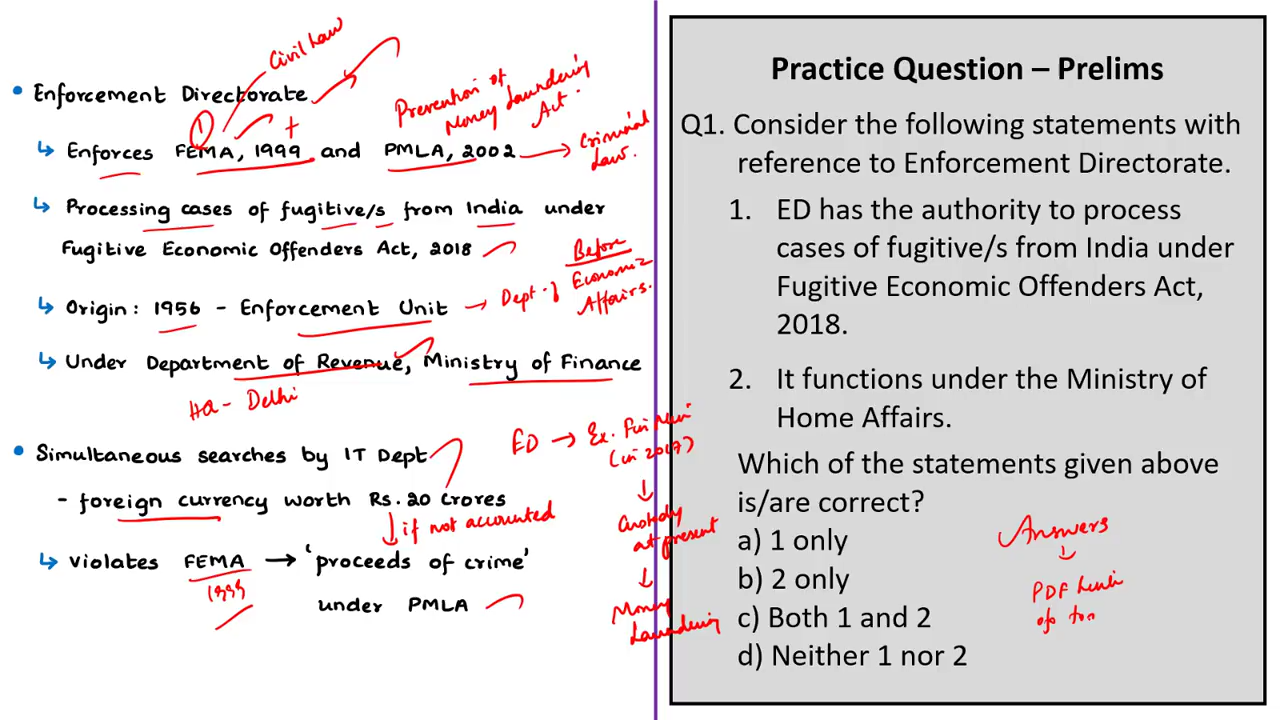 Civil Law
• Enforcement Directorate
Prevention of
Money Laundering
Act.
① +
↳ Enforces FEMA, 1999 and PMLA, 2002 → Criminal
Law.
↳ Processing cases of fugitive/s from India under
Fugitive Economic Offenders Act, 2018
Before
↳ Origin: 1956 - Enforcement Unit → Dept. of Economic
Affairs.
↳ Under Department of Revenue, Ministry of Finance
HQ - Delhi
• Simultaneous searches by IT Dept
- foreign currency worth Rs. 20 Crores
↓ if not accounted
↳ violates FEMA → 'proceeds of crime'
1999
under PMLA
ED → Ex. Fin Min
(in 2017)
↓
Custody
at present
↓
Money
Laundering
Practice Question – Prelims
Q1. Consider the following statements with
reference to Enforcement Directorate.
1. ED has the authority to process
cases of fugitive/s from India under
Fugitive Economic Offenders Act,
2018.
2. It functions under the Ministry of
Home Affairs.
Which of the statements given above
is/are correct?
a) 1 only
b) 2 only
c) Both 1 and 2
d) Neither 1 nor 2
Answers
↓
PDF
of